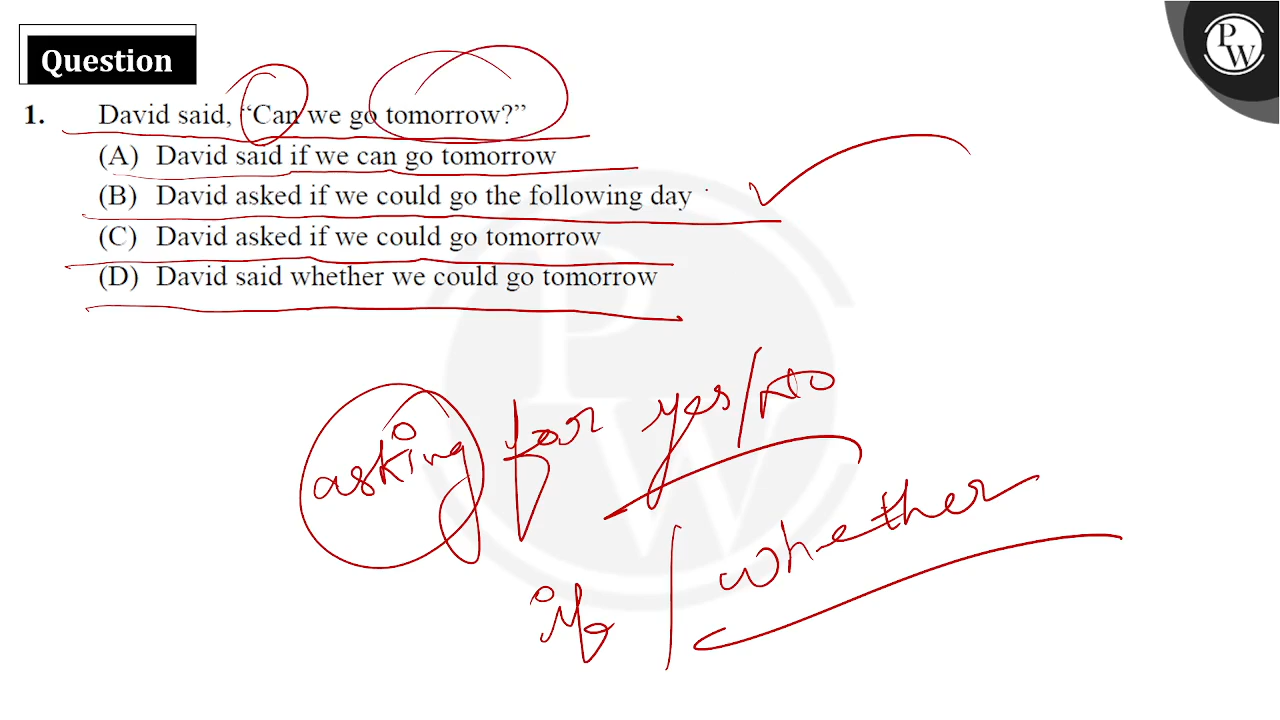 Question
PW
1. David said, “Can we go tomorrow?”
(A) David said if we can go tomorrow
(B) David asked if we could go the following day
(C) David asked if we could go tomorrow
(D) David said whether we could go tomorrow
asking for yes/No
if / whether